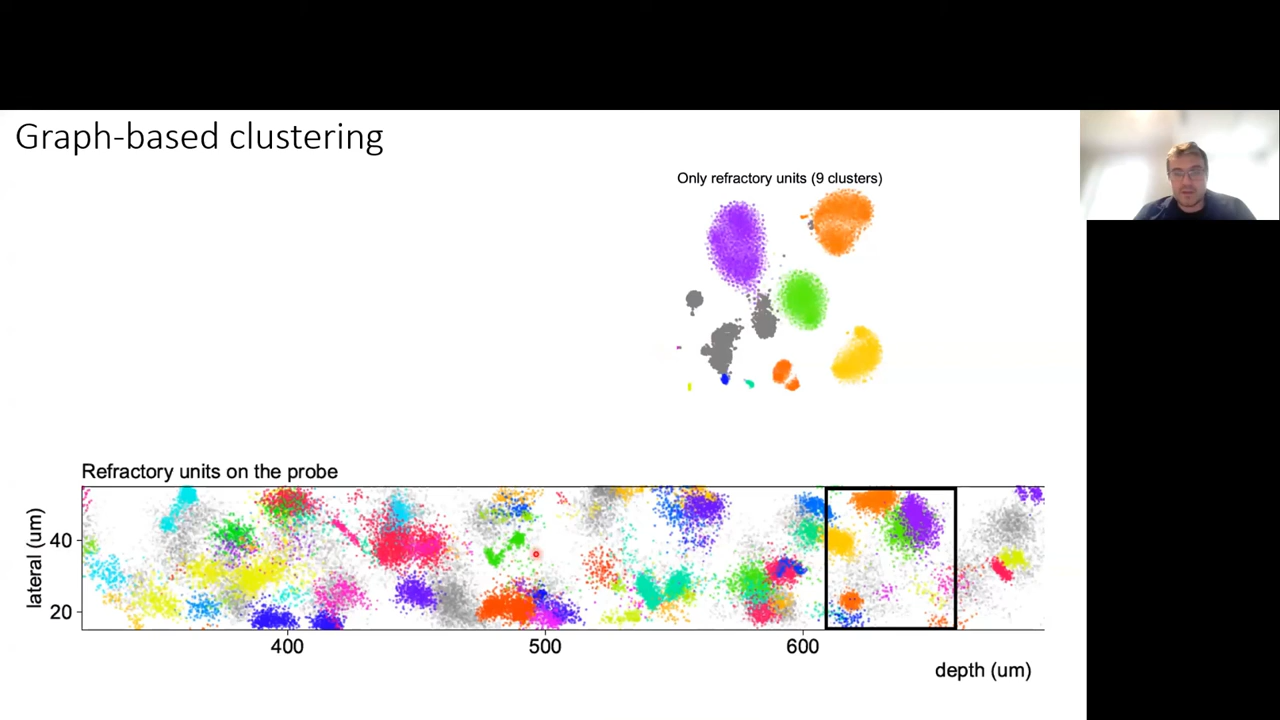 Graph-based clustering
Only refractory units (9 clusters)
Refractory units on the probe
lateral (um)
40
20
400
500
600
depth (um)